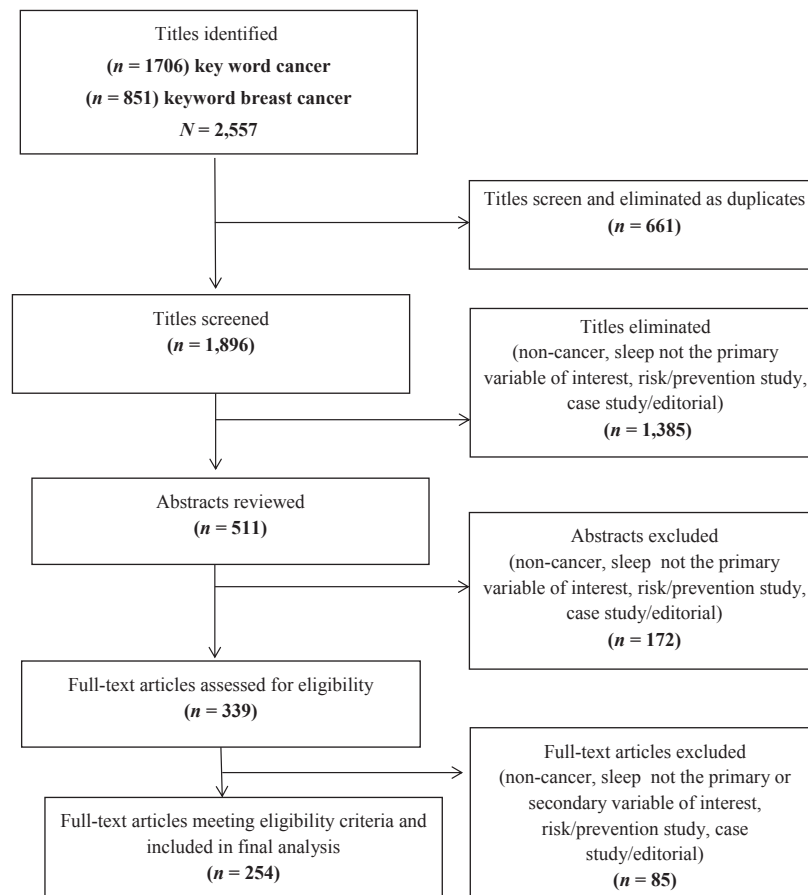 Titles identified
(n = 1706) key word cancer
(n = 851) keyword breast cancer
N = 2,557
Titles screen and eliminated as duplicates
(n = 661)
Titles screened
(n = 1,896)
Titles eliminated
(non-cancer, sleep not the primary
variable of interest, risk/prevention study,
case study/editorial)
(n = 1,385)
Abstracts reviewed
(n = 511)
Abstracts excluded
(non-cancer, sleep not the primary
variable of interest, risk/prevention study,
case study/editorial)
(n = 172)
Full-text articles assessed for eligibility
(n = 339)
Full-text articles excluded
(non-cancer, sleep not the primary or
secondary variable of interest,
risk/prevention study, case
study/editorial)
(n = 85)
Full-text articles meeting eligibility criteria and
included in final analysis
(n = 254)